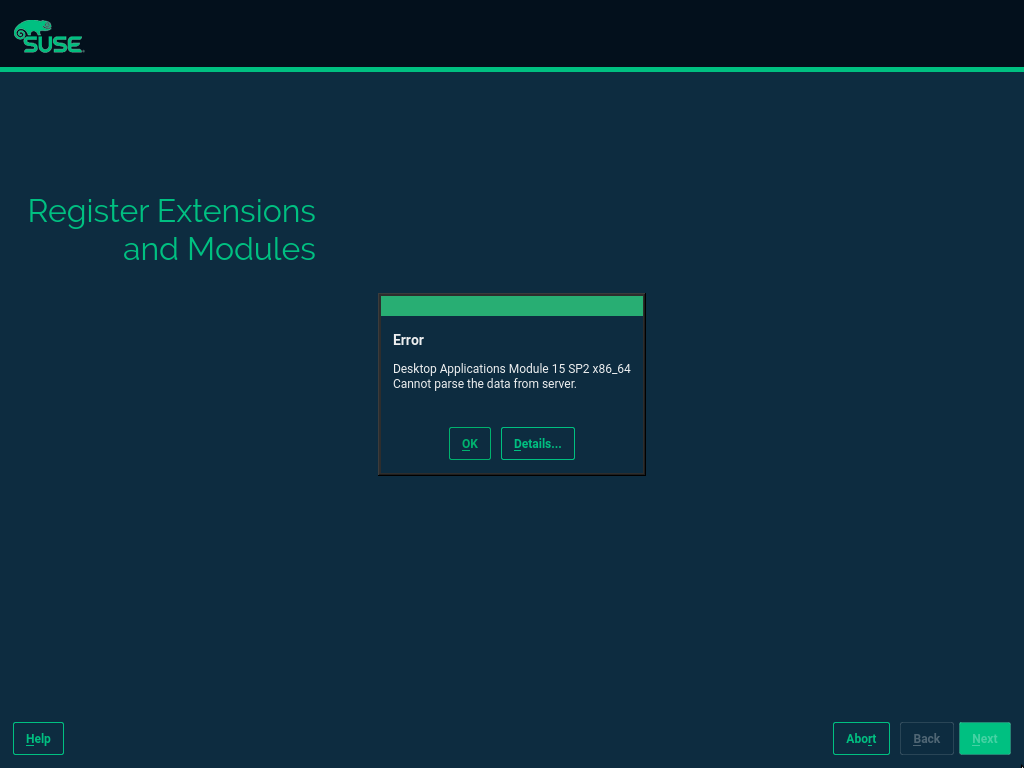 SUSE
Register Extensions
and Modules
Error
Desktop Applications Module 15 SP2 x86_64
Cannot parse the data from server.
OK Details...
Help Abort Back Next